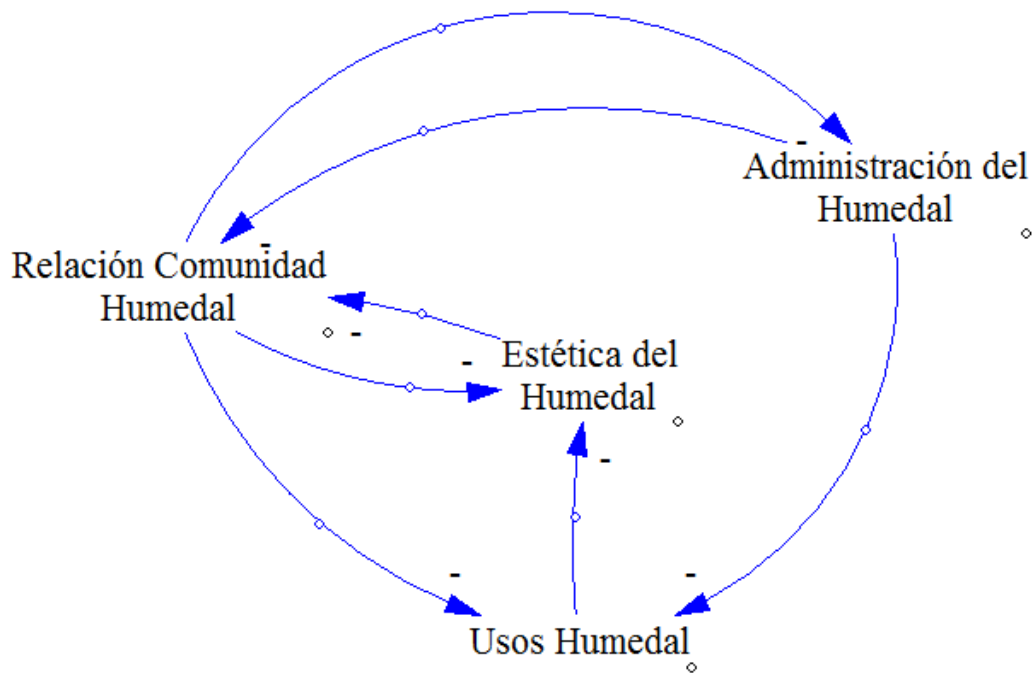 -
Administración del
Humedal
-
Relación Comunidad
Humedal
-
-
Estética del
Humedal
-
-
-
Usos Humedal